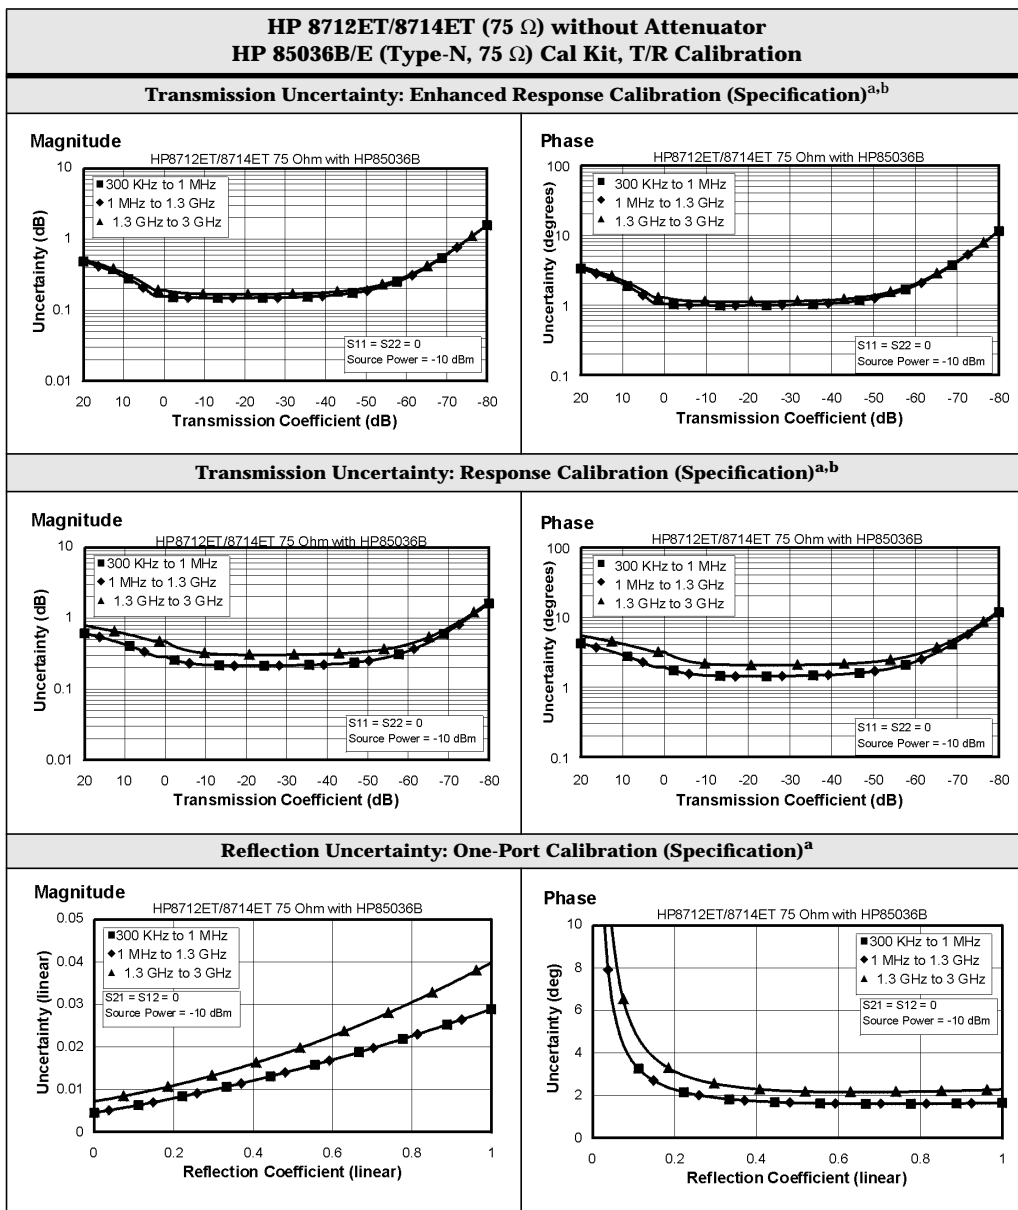 HP 8712ET/8714ET (75 Ω) without Attenuator
HP 85036B/E (Type-N, 75 Ω) Cal Kit, T/R Calibration
Transmission Uncertainty: Enhanced Response Calibration (Specification)a,b
Magnitude
HP8712ET/8714ET 75 Ohm with HP85036B
300 KHz to 1 MHz
1 MHz to 1.3 GHz
1.3 GHz to 3 GHz
Uncertainty (dB)
10
1
0.1
0.01
S11 = S22 = 0
Source Power = -10 dBm
20 10 0 -10 -20 -30 -40 -50 -60 -70 -80
Transmission Coefficient (dB)
Phase
HP8712ET/8714ET 75 Ohm with HP85036B
300 KHz to 1 MHz
1 MHz to 1.3 GHz
1.3 GHz to 3 GHz
Uncertainty (degrees)
100
10
1
0.1
S11 = S22 = 0
Source Power = -10 dBm
20 10 0 -10 -20 -30 -40 -50 -60 -70 -80
Transmission Coefficient (dB)
Transmission Uncertainty: Response Calibration (Specification)a,b
Magnitude
HP8712ET/8714ET 75 Ohm with HP85036B
300 KHz to 1 MHz
1 MHz to 1.3 GHz
1.3 GHz to 3 GHz
Uncertainty (dB)
10
1
0.1
0.01
S11 = S22 = 0
Source Power = -10 dBm
20 10 0 -10 -20 -30 -40 -50 -60 -70 -80
Transmission Coefficient (dB)
Phase
HP8712ET/8714ET 75 Ohm with HP85036B
300 KHz to 1 MHz
1 MHz to 1.3 GHz
1.3 GHz to 3 GHz
Uncertainty (degrees)
100
10
1
0.1
S11 = S22 = 0
Source Power = -10 dBm
20 10 0 -10 -20 -30 -40 -50 -60 -70 -80
Transmission Coefficient (dB)
Reflection Uncertainty: One-Port Calibration (Specification)a
Magnitude
HP8712ET/8714ET 75 Ohm with HP85036B
300 KHz to 1 MHz
1 MHz to 1.3 GHz
1.3 GHz to 3 GHz
S21 = S12 = 0
Source Power = -10 dBm
Uncertainty (linear)
0.05
0.04
0.03
0.02
0.01
0
0 0.2 0.4 0.6 0.8 1
Reflection Coefficient (linear)
Phase
HP8712ET/8714ET 75 Ohm with HP85036B
300 KHz to 1 MHz
1 MHz to 1.3 GHz
1.3 GHz to 3 GHz
S21 = S12 = 0
Source Power = -10 dBm
Uncertainty (deg)
10
8
6
4
2
0
0 0.2 0.4 0.6 0.8 1
Reflection Coefficient (linear)